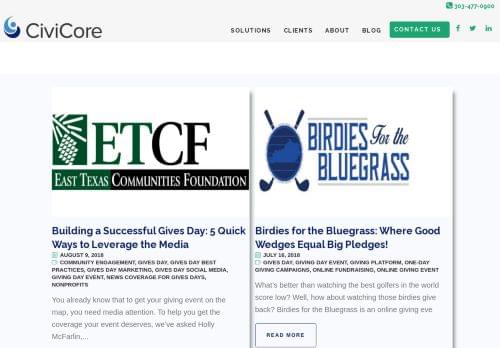 303-477-0900
CiviCore
SOLUTIONS CLIENTS ABOUT BLOG CONTACT US
ETCF
EAST TEXAS COMMUNITIES FOUNDATION
Building a Successful Gives Day: 5 Quick
Ways to Leverage the Media
AUGUST 9, 2018
COMMUNITY ENGAGEMENT, GIVES DAY, GIVES DAY BEST
PRACTICES, GIVES DAY MARKETING, GIVES DAY SOCIAL MEDIA,
GIVING DAY EVENT, NEWS COVERAGE FOR GIVES DAYS,
NONPROFITS
You already know that to get your giving event on the
map, you need media attention. To help you get the
coverage your event deserves, we've asked Holly
McFarlin,...
BIRDIES For the
BLUEGRASS
Birdies for the Bluegrass: Where Good
Wedges Equal Big Pledges!
JULY 16, 2018
GIVES DAY, GIVING DAY EVENT, GIVING PLATFORM, ONE-DAY
GIVING CAMPAIGNS, ONLINE FUNDRAISING, ONLINE GIVING EVENT
What's better than watching the best golfers in the world
score low? Well, how about watching those birdies give
back? Birdies for the Bluegrass is an online giving eve
READ MORE